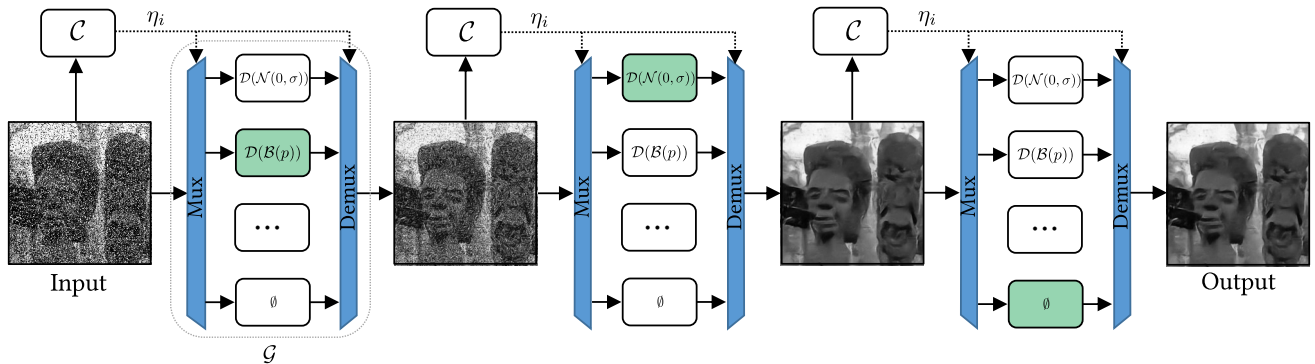 C η_i
Mux
D(N(0, σ))
D(B(p))
...
∅
Demux
Input
G
C η_i
Mux
D(N(0, σ))
D(B(p))
...
∅
Demux
C η_i
Mux
D(N(0, σ))
D(B(p))
...
∅
Demux
Output